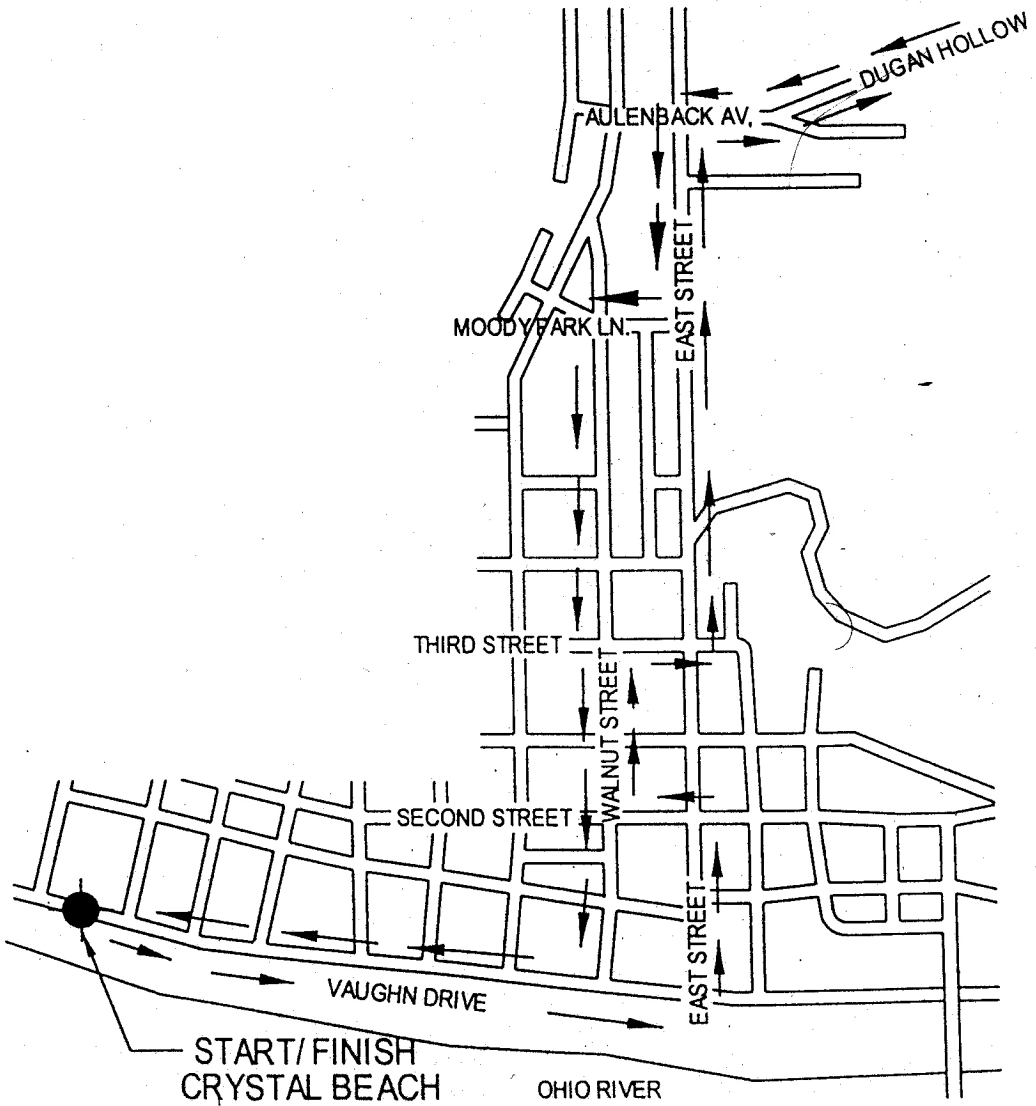 DUGAN HOLLOW
AULENBACK AV.
EAST STREET
MOODY PARK LN.
THIRD STREET
WALNUT STREET
SECOND STREET
EAST STREET
VAUGHN DRIVE
START/FINISH
CRYSTAL BEACH
OHIO RIVER